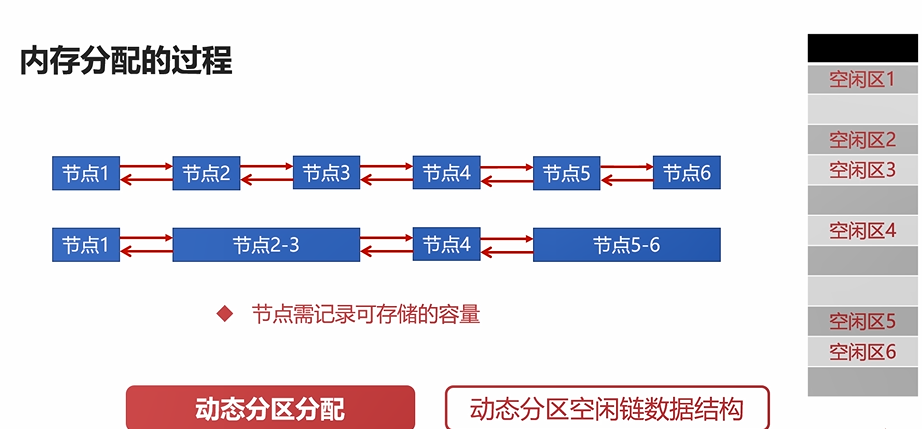 内存分配的过程
空闲区1
空闲区2
空闲区3
空闲区4
空闲区5
空闲区6
节点1 节点2 节点3 节点4 节点5 节点6
节点1 节点2-3 节点4 节点5-6
◆ 节点需记录可存储的容量
动态分区分配 动态分区空闲链数据结构